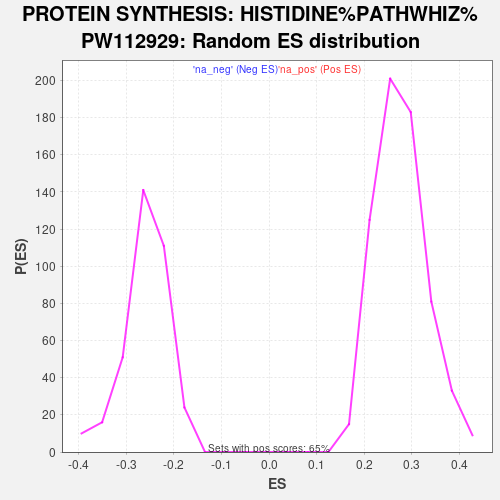 PROTEIN SYNTHESIS: HISTIDINE%PATHWHIZ%
PW112929: Random ES distribution
'na_neg' (Neg ES)'na_pos' (Pos ES)
200
180
160
140
120
100
80
60
40
20
0
P(ES)
Sets with pos scores: 65%
-0.4 -0.3 -0.2 -0.1 0.0 0.1 0.2 0.3 0.4
ES